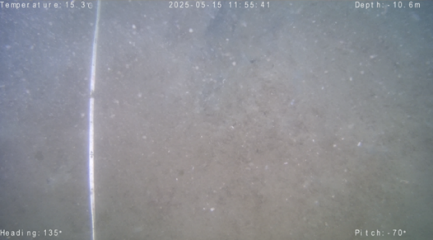 Temperature: 15.3° 2025-05-15 11:55:41 Depth:-10.6m
Heading: 135° Pitch:-70°